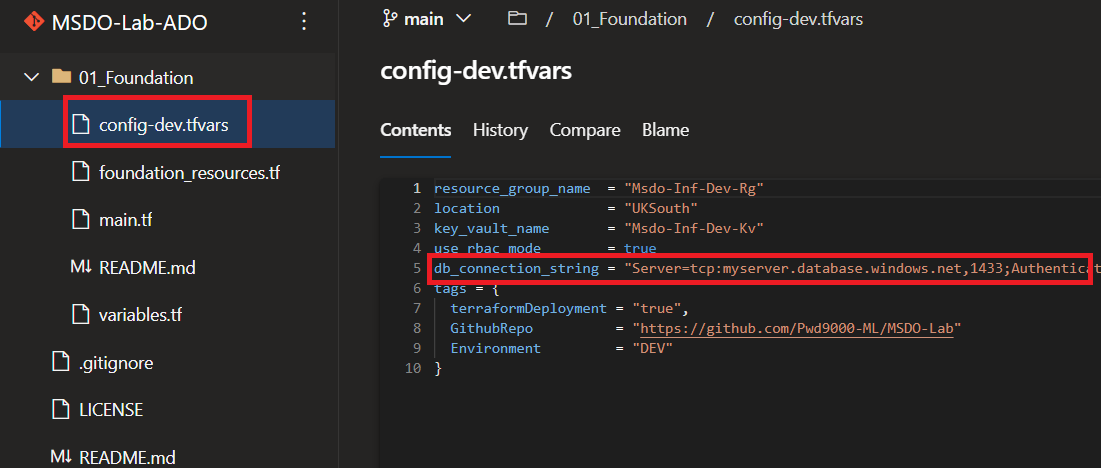 MSDO-Lab-ADO
01_Foundation
config-dev.tfvars
foundation_resources.tf
main.tf
README.md
variables.tf
.gitignore
LICENSE
README.md
main / 01_Foundation / config-dev.tfvars
config-dev.tfvars
Contents History Compare Blame
1 resource_group_name = "Msdo-Inf-Dev-Rg"
2 location = "UKSouth"
3 key_vault_name = "Msdo-Inf-Dev-Kv"
4 use_rbac_mode = true
5 db_connection_string = "Server=tcp:myserver.database.windows.net,1433;Authenticat
6 tags = {
7 terraformDeployment = "true",
8 GithubRepo = "https://github.com/Pwd9000-ML/MSDO-Lab"
9 Environment = "DEV"
10 }